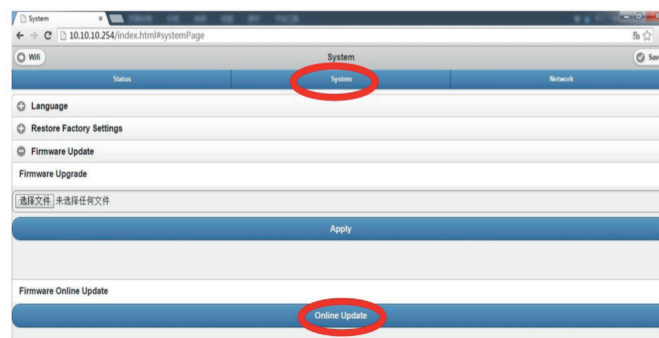 System x
10.10.10.254/index.html#systemPage
Wifi System Sav
Status System Network
Language
Restore Factory Settings
Firmware Update
Firmware Upgrade
选择文件 未选择任何文件
Apply
Firmware Online Update
Online Update